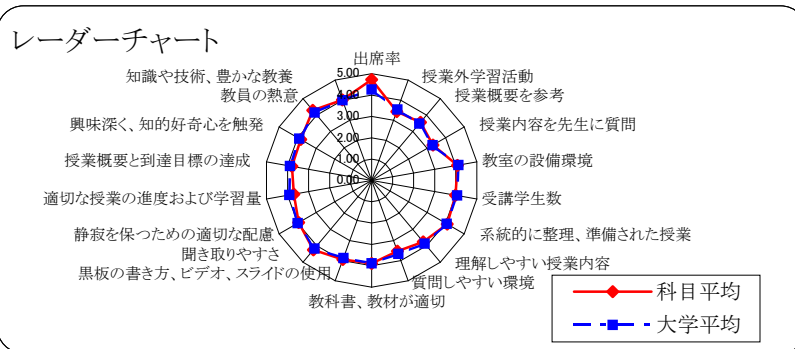 レーダーチャート
出席率
授業外学習活動
授業概要を参考
授業内容を先生に質問
教室の設備環境
受講学生数
系統的に整理、準備された授業
理解しやすい授業内容
質問しやすい環境
教科書、教材が適切
黒板の書き方、ビデオ、スライドの使用
聞き取りやすさ
静寂を保つための適切な配慮
適切な授業の進度および学習量
授業概要と到達目標の達成
興味深く、知的好奇心を触発
教員の熱意
知識や技術、豊かな教養
5.00
4.00
3.00
2.00
1.00
0.00
科目平均
大学平均